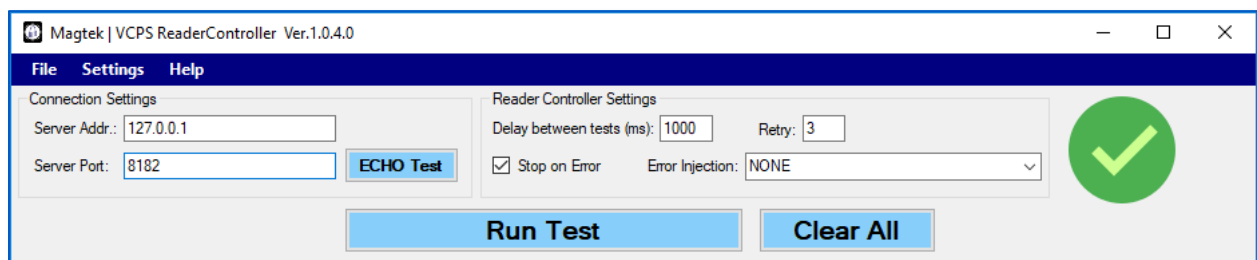 Magtek | VCPS ReaderController Ver.1.0.4.0
File Settings Help
Connection Settings
Server Addr.: 127.0.0.1
Server Port: 8182 ECHO Test
Reader Controller Settings
Delay between tests (ms): 1000 Retry: 3
Stop on Error Error Injection: NONE
Run Test Clear All